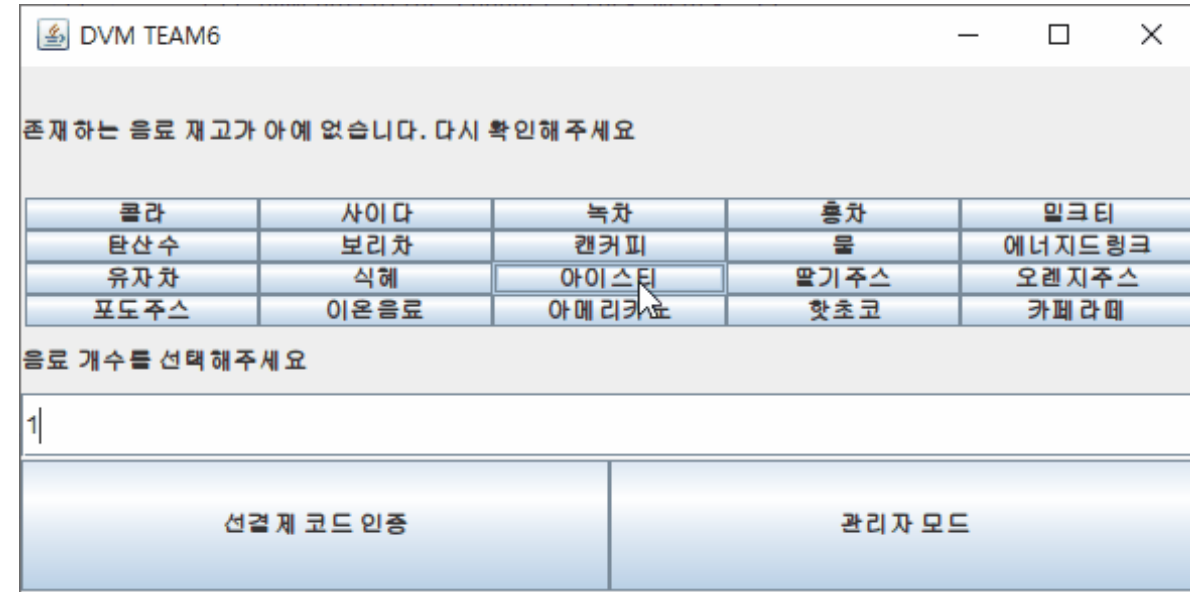 DVM TEAM6
존재하는 음료 재고가 아예 없습니다. 다시 확인해주세요
콜라 사이다 녹차 홍차 밀크티
탄산수 보리차 캔커피 물 에너지드링크
유자차 식혜 아이스티 딸기주스 오렌지주스
포도주스 이온음료 아메리카노 핫초코 카페라떼
음료 개수를 선택해주세요
1
선결제 코드 인증 관리자 모드